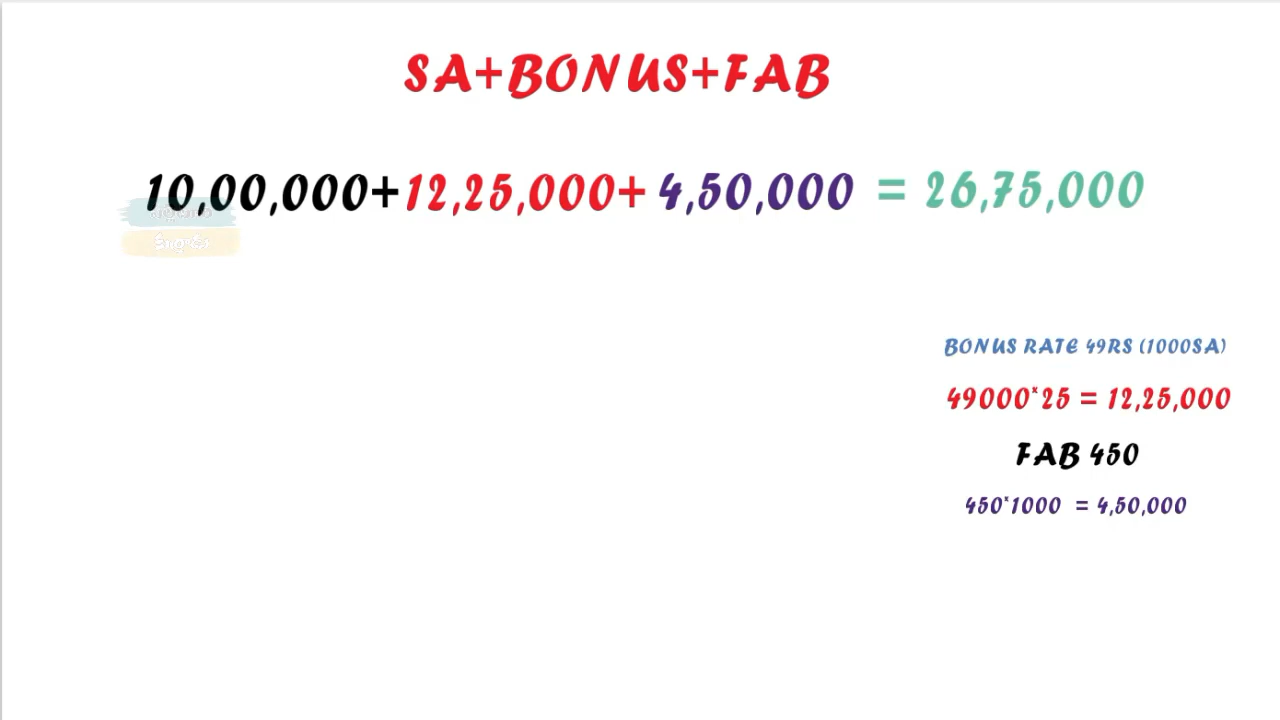 SA+BONUS+FAB
10,00,000+12,25,000+ 4,50,000 = 26,75,000
BONUS RATE 49RS (1000SA)
49000*25 = 12,25,000
FAB 450
450*1000 = 4,50,000